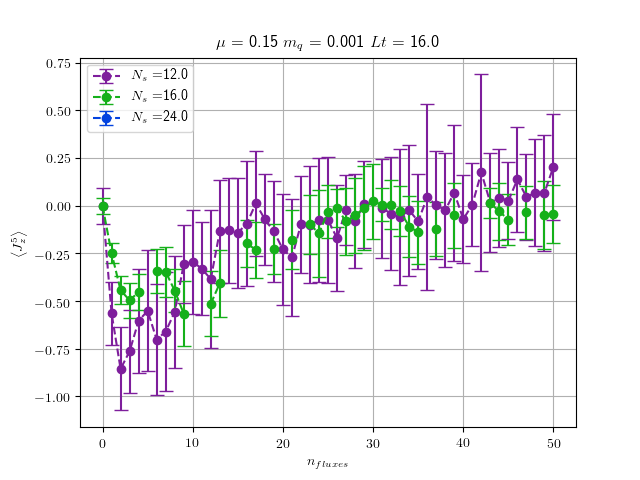 μ = 0.15 m_q = 0.001 Lt = 16.0
N_s =12.0
N_s =16.0
N_s =24.0
⟨J_z^5⟩
0.75
0.50
0.25
0.00
−0.25
−0.50
−0.75
−1.00
0 10 20 30 40 50
n_fluxes